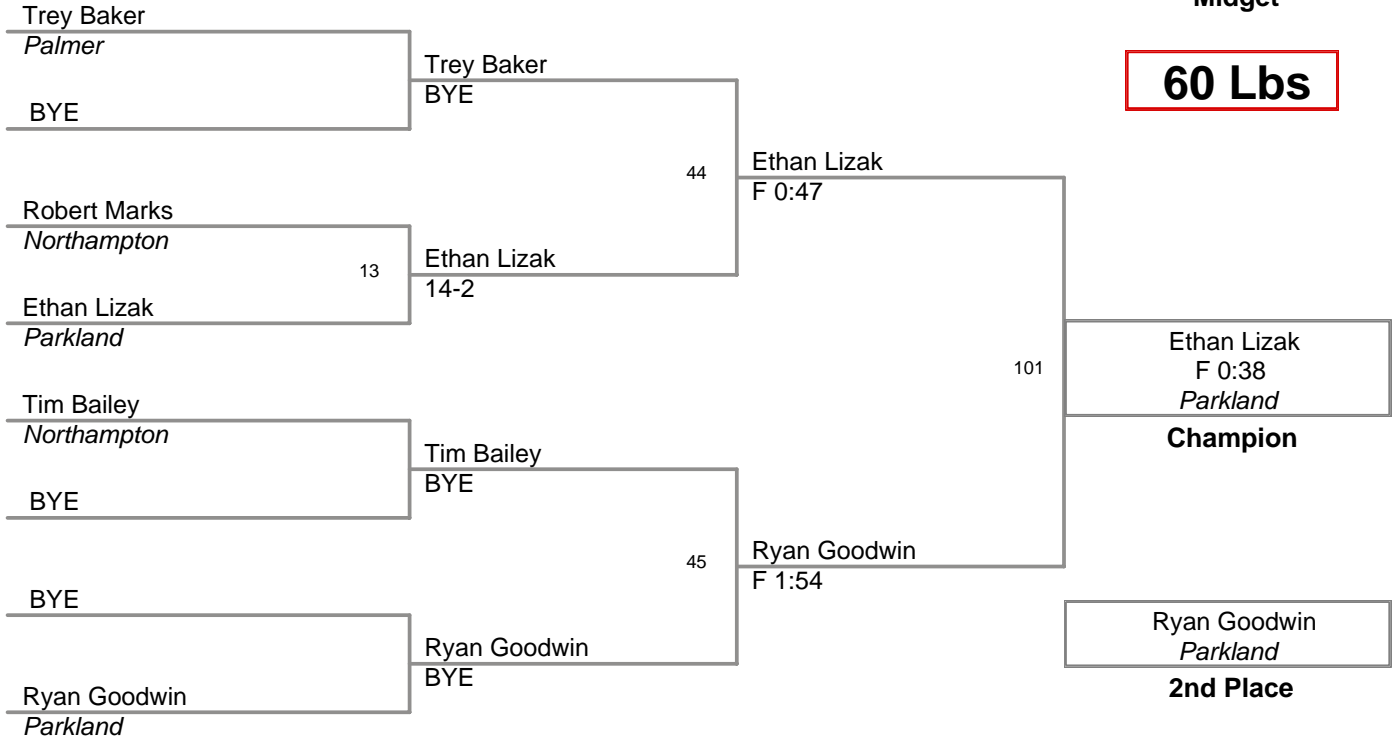 Midget
60 Lbs
Trey Baker
Palmer
BYE
Robert Marks
Northampton
13
Ethan Lizak
Parkland
Tim Bailey
Northampton
BYE
BYE
Ryan Goodwin
Parkland
Trey Baker
BYE
44
Ethan Lizak
14-2
Tim Bailey
BYE
45
Ryan Goodwin
BYE
Ethan Lizak
F 0:47
101
Ryan Goodwin
F 1:54
Ethan Lizak
F 0:38
Parkland
Champion
Ryan Goodwin
Parkland
2nd Place